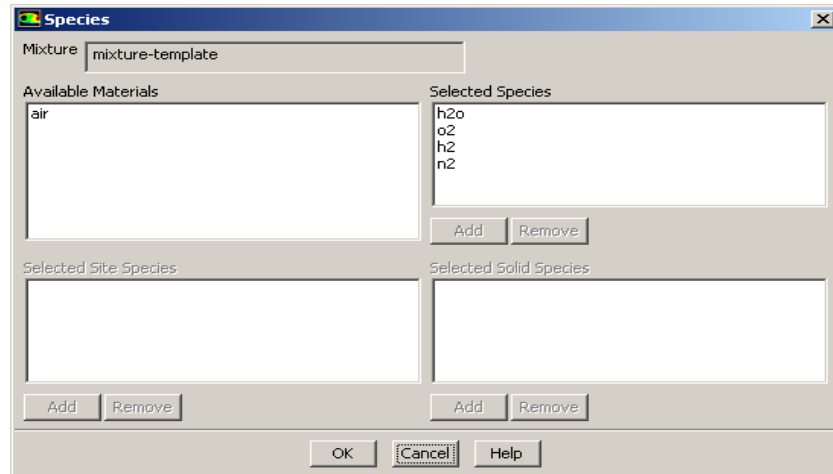 Species
Mixture mixture-template
Available Materials
air
Selected Species
h2o
o2
h2
n2
Add Remove
Selected Site Species
Add Remove
Selected Solid Species
Add Remove
OK Cancel Help